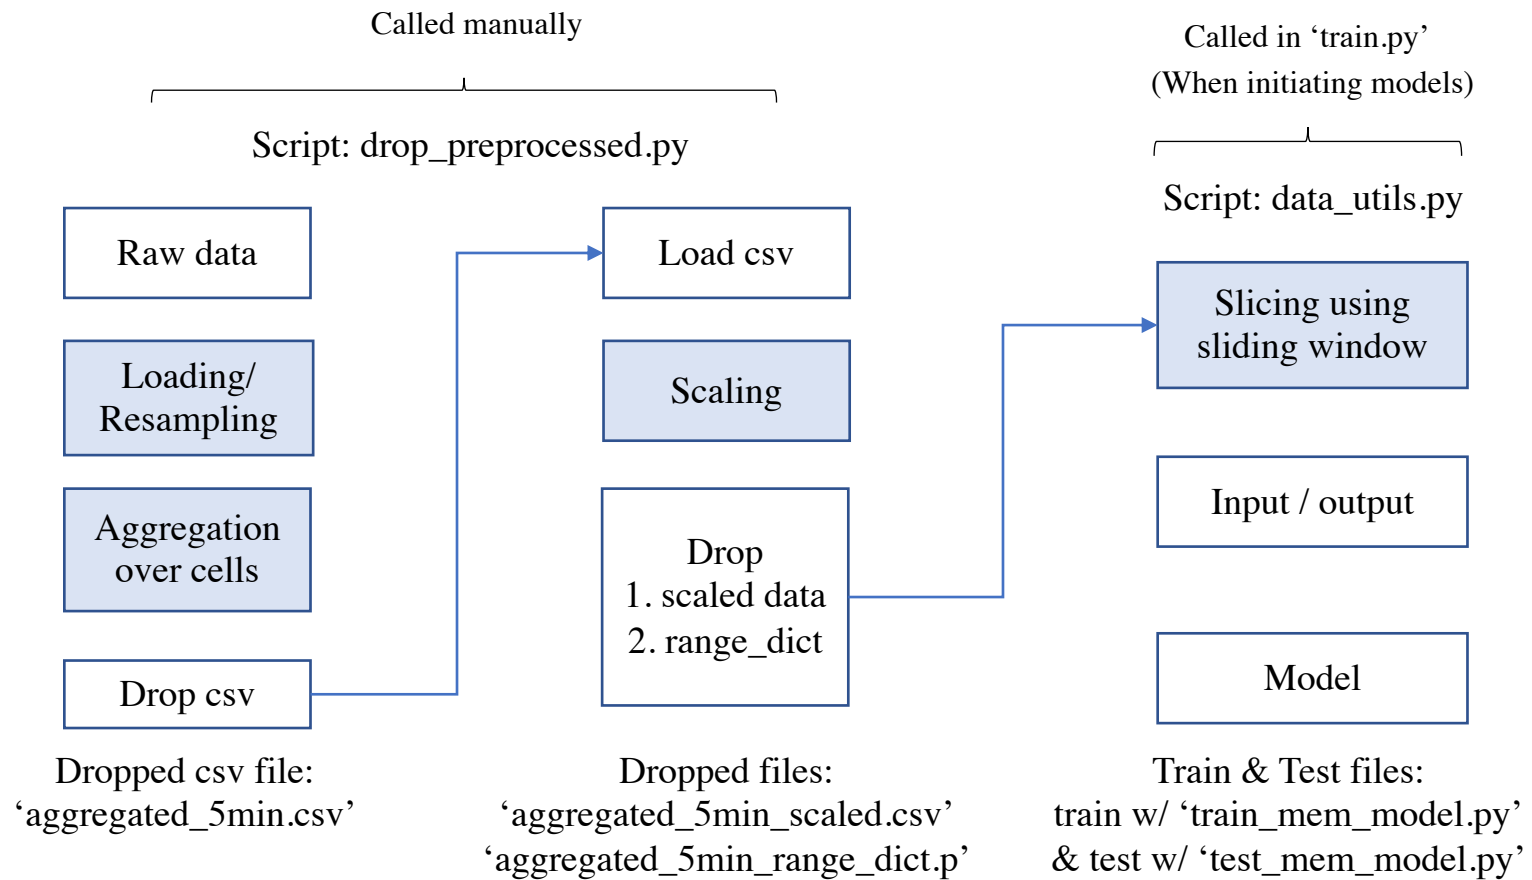 Called manually
Script: drop_preprocessed.py
Raw data
Loading/
Resampling
Aggregation
over cells
Drop csv
Dropped csv file:
‘aggregated_5min.csv’
Load csv
Scaling
Drop
1. scaled data
2. range_dict
Dropped files:
‘aggregated_5min_scaled.csv’
‘aggregated_5min_range_dict.p’
Called in ‘train.py’
(When initiating models)
Script: data_utils.py
Slicing using
sliding window
Input / output
Model
Train & Test files:
train w/ ‘train_mem_model.py’
& test w/ ‘test_mem_model.py’